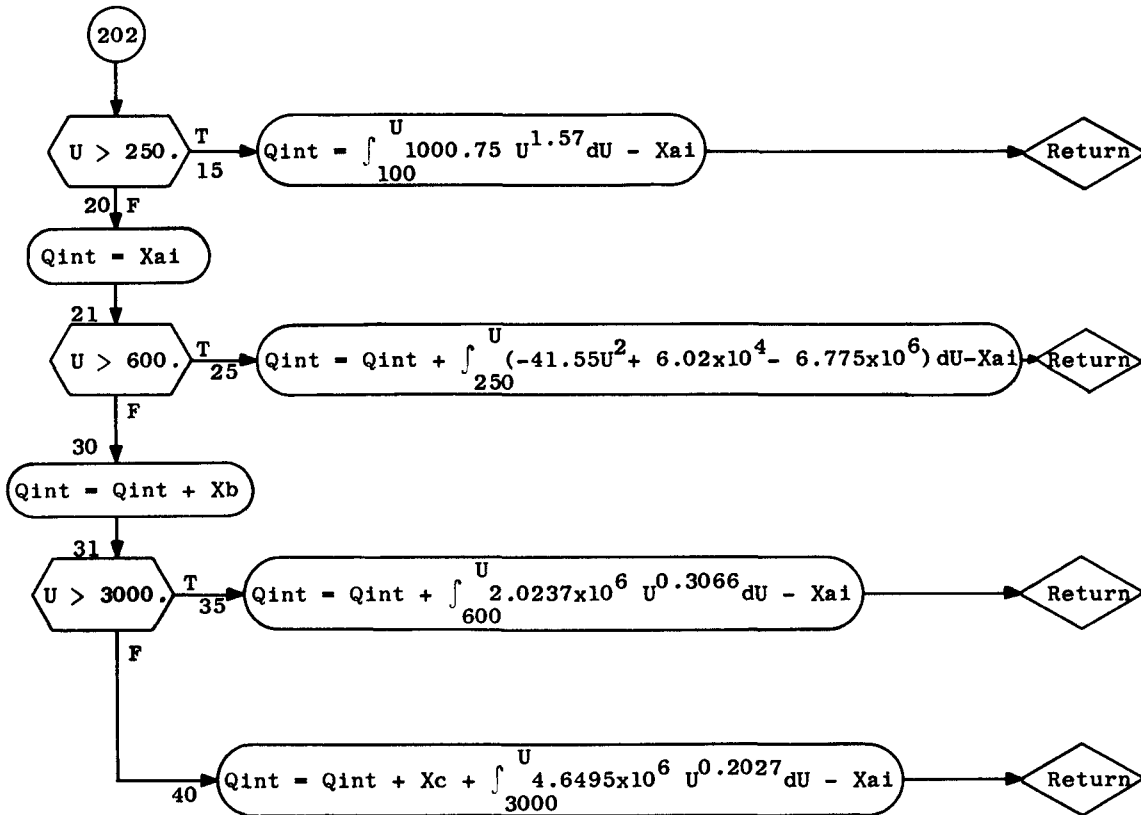 202
U > 250.
T
15
Qint = ∫_{100}^{U} 1000.75 U^{1.57} dU - Xai
Return
20 F
Qint = Xai
21
U > 600.
T
25
Qint = Qint + ∫_{250}^{U} (-41.55U^{2} + 6.02x10^{4} - 6.775x10^{6}) dU-Xai
Return
F
30
Qint = Qint + Xb
31
U > 3000.
T
35
Qint = Qint + ∫_{600}^{U} 2.0237x10^{6} U^{0.3066} dU - Xai
Return
F
40
Qint = Qint + Xc + ∫_{3000}^{U} 4.6495x10^{6} U^{0.2027} dU - Xai
Return